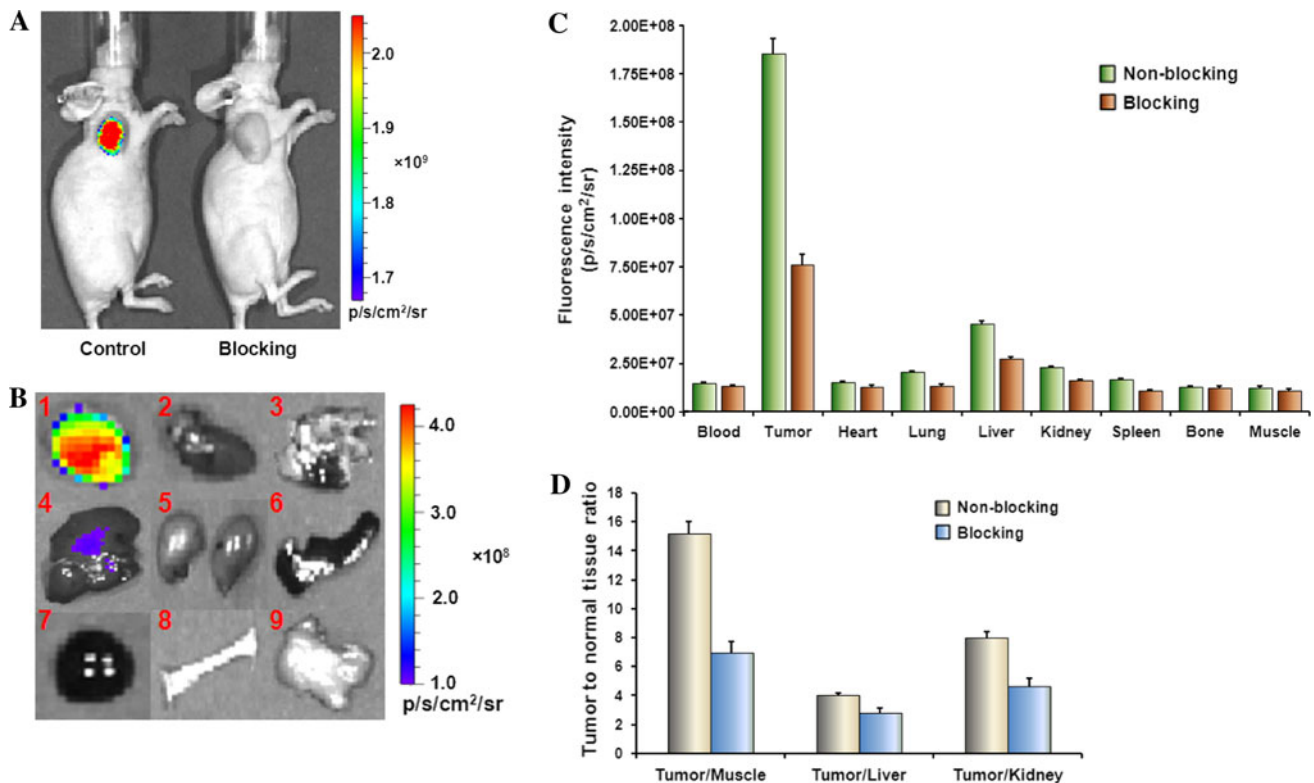 A
2.0
1.9
×10⁹
1.8
1.7
p/s/cm²/sr
Control
Blocking
B
1
2
3
4
5
6
7
8
9
4.0
3.0
×10⁸
2.0
1.0
p/s/cm²/sr
C
Fluorescence intensity
(p/s/cm²/sr)
2.00E+08
1.75E+08
1.50E+08
1.25E+08
1.00E+08
7.50E+07
5.00E+07
2.50E+07
0.00E+00
Non-blocking
Blocking
Blood
Tumor
Heart
Lung
Liver
Kidney
Spleen
Bone
Muscle
D
Tumor to normal tissue ratio
18
16
14
12
10
8
6
4
2
0
Non-blocking
Blocking
Tumor/Muscle
Tumor/Liver
Tumor/Kidney